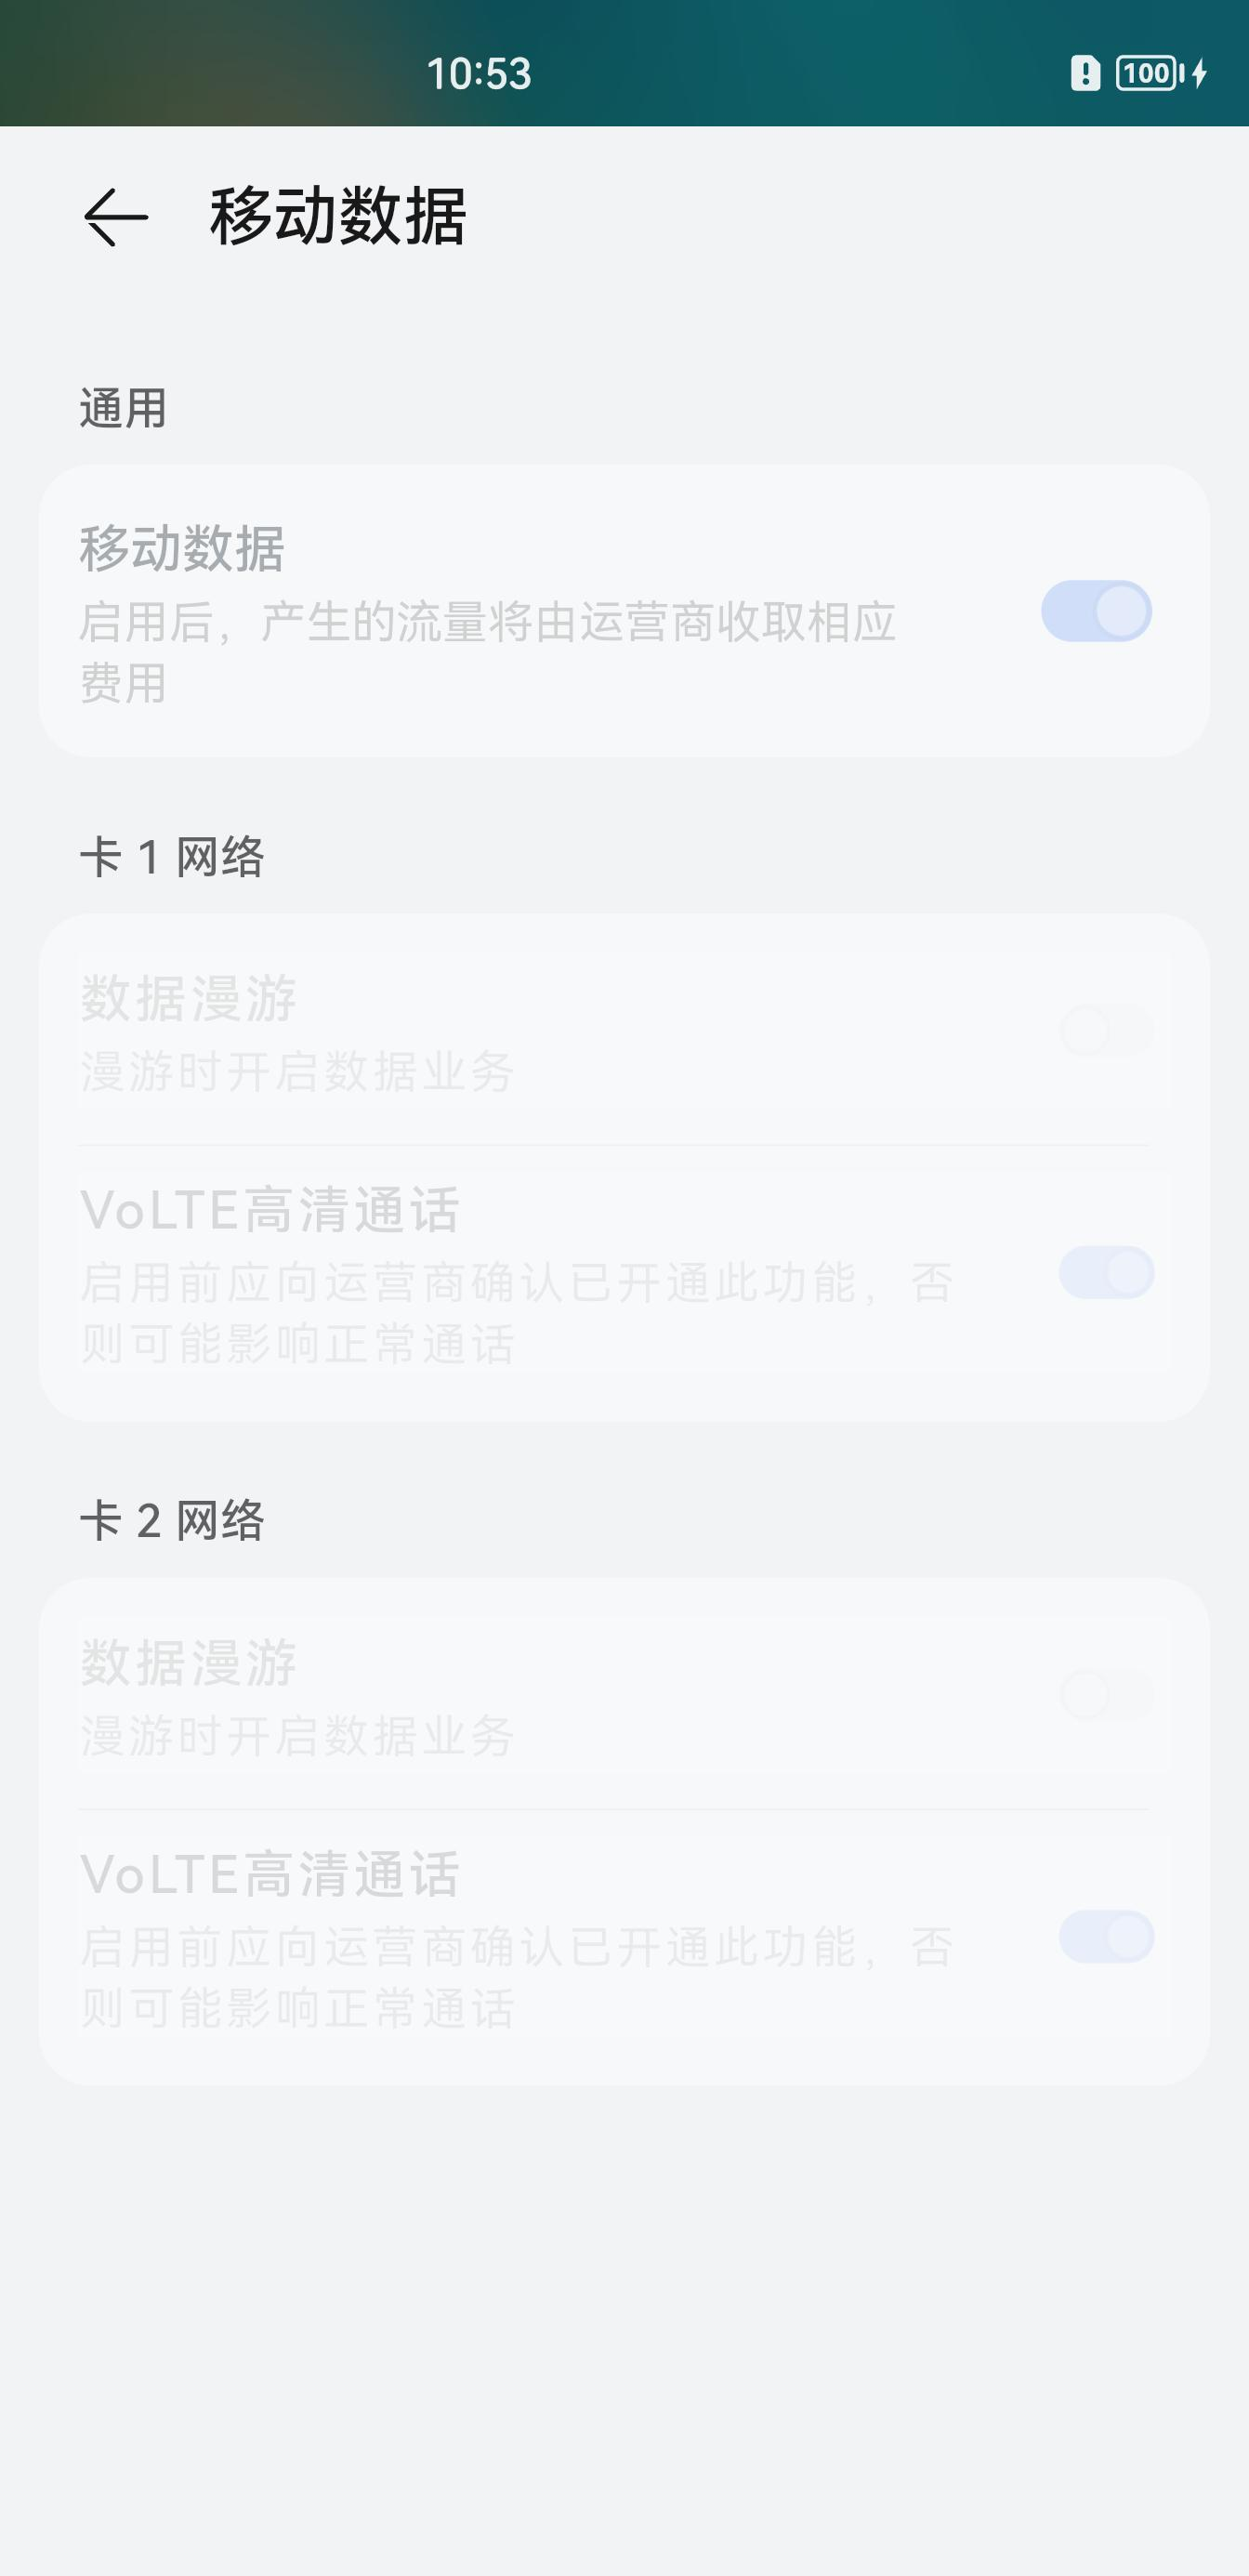 10:53
100
移动数据
通用
移动数据
启用后，产生的流量将由运营商收取相应
费用
卡 1 网络
数据漫游
漫游时开启数据业务
VoLTE高清通话
启用前应向运营商确认已开通此功能，否
则可能影响正常通话
卡 2 网络
数据漫游
漫游时开启数据业务
VoLTE高清通话
启用前应向运营商确认已开通此功能，否
则可能影响正常通话